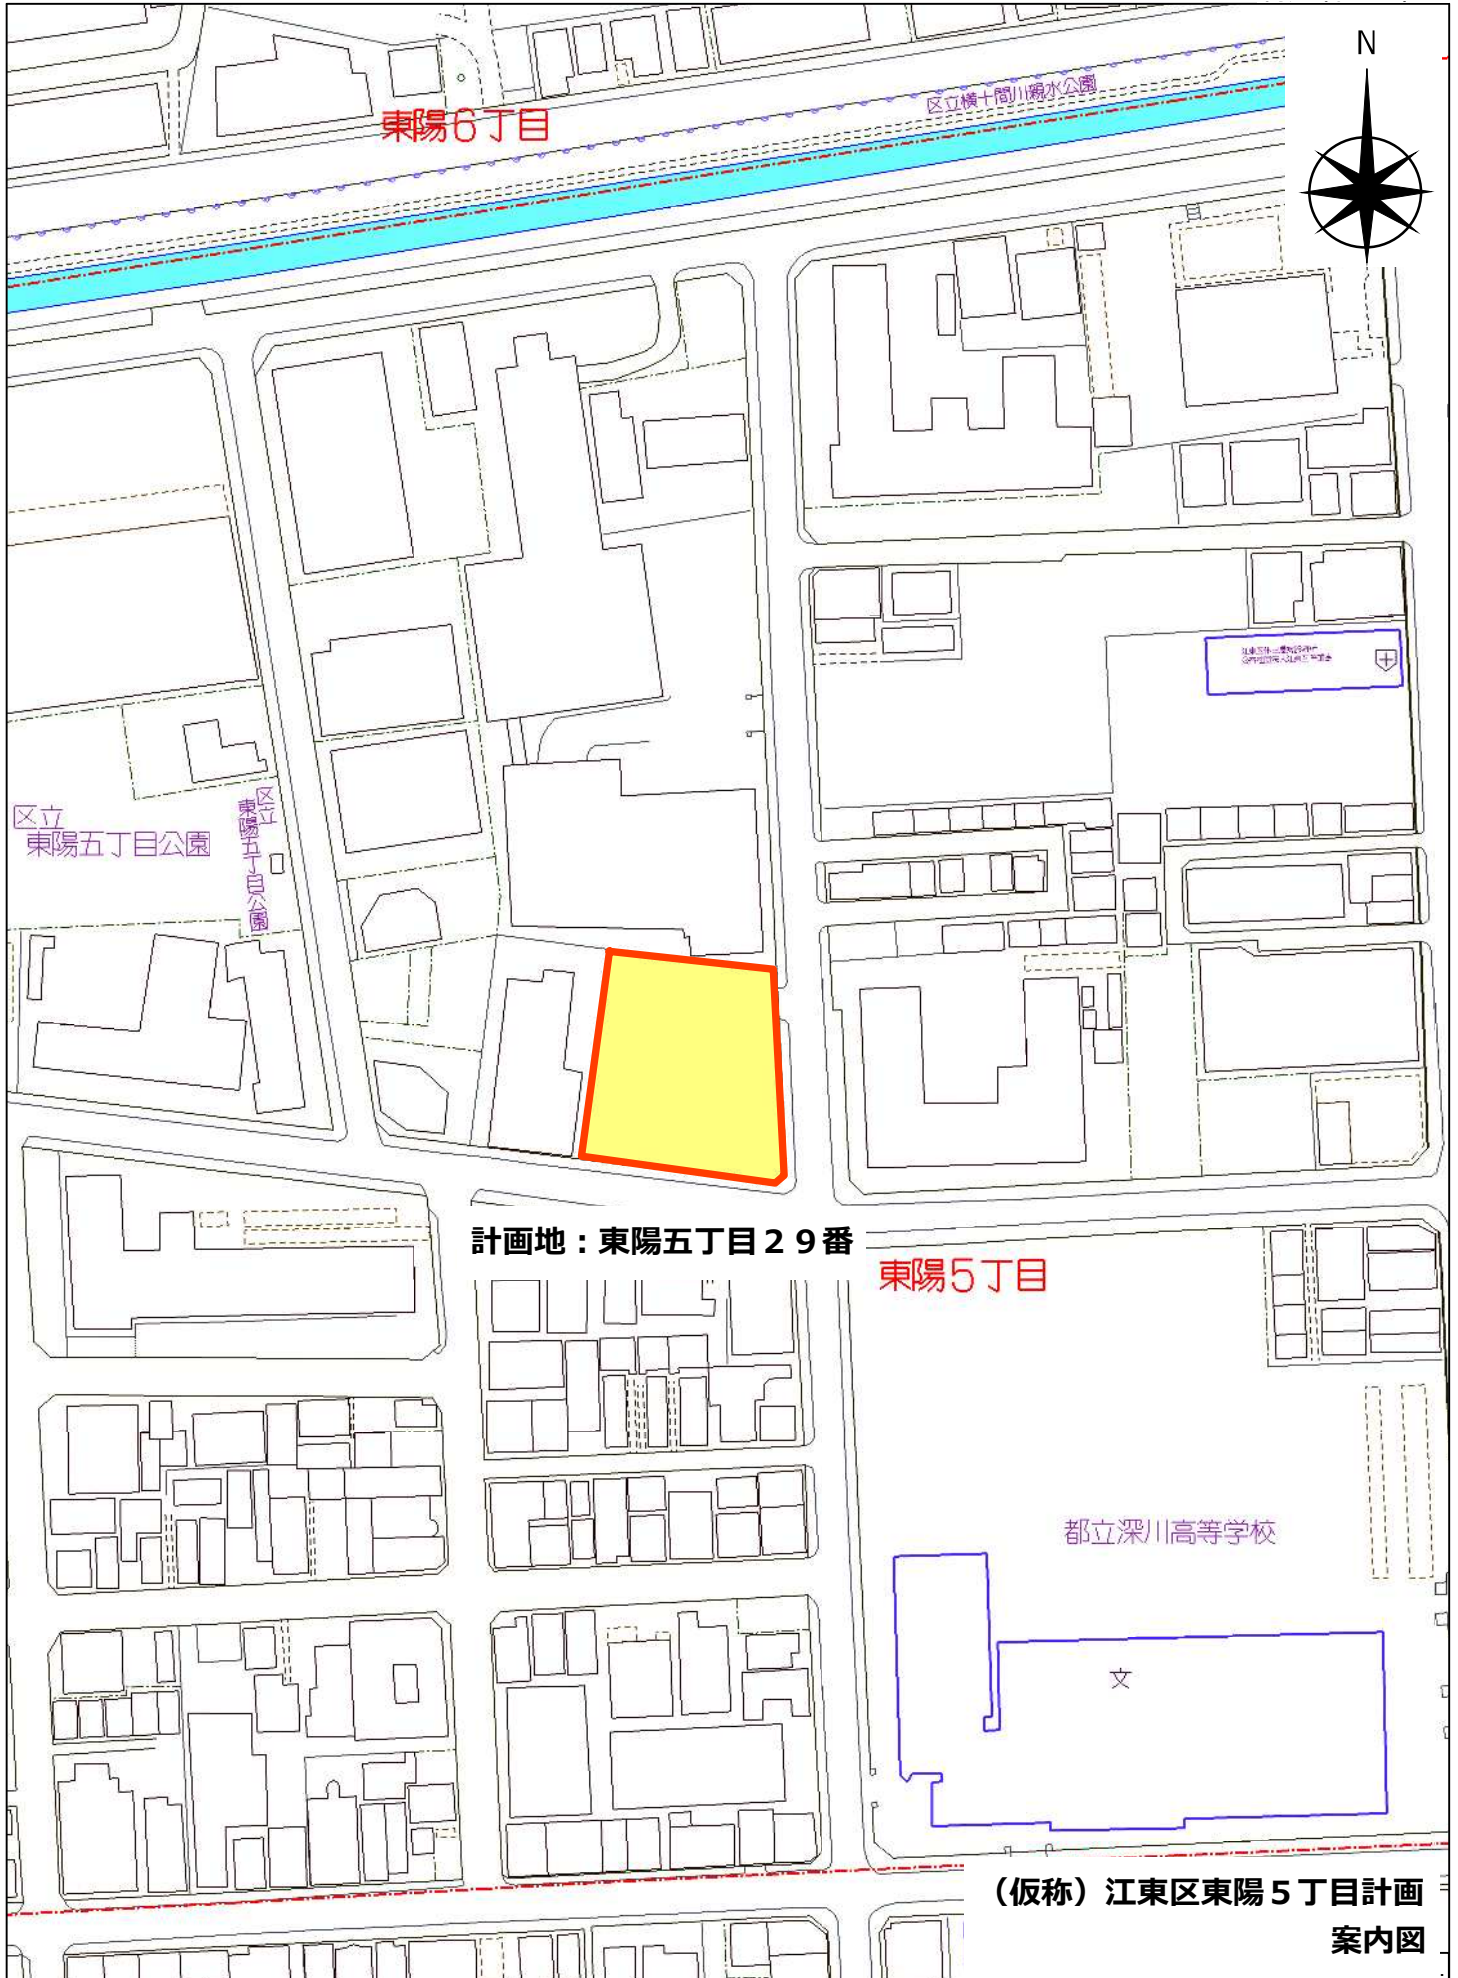 N
区立横十間川親水公園
東陽6丁目
区立
東陽五丁目公園
区立
東陽五丁目公園
計画地：東陽五丁目２９番
東陽5丁目
都立深川高等学校
文
（仮称）江東区東陽５丁目計画
案内図